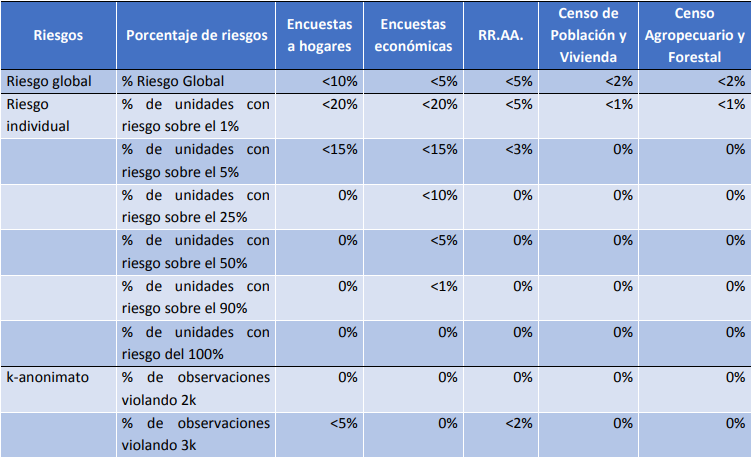 Riesgos Porcentaje de riesgos Encuestas a hogares Encuestas económicas RR.AA. Censo de Población y Vivienda Censo Agropecuario y Forestal
Riesgo global % Riesgo Global <10% <5% <5% <2% <2%
Riesgo individual % de unidades con riesgo sobre el 1% <20% <20% <5% <1% <1%
% de unidades con riesgo sobre el 5% <15% <15% <3% 0% 0%
% de unidades con riesgo sobre el 25% 0% <10% 0% 0% 0%
% de unidades con riesgo sobre el 50% 0% <5% 0% 0% 0%
% de unidades con riesgo sobre el 90% 0% <1% 0% 0% 0%
% de unidades con riesgo del 100% 0% 0% 0% 0% 0%
k-anonimato % de observaciones violando 2k 0% 0% 0% 0% 0%
% de observaciones violando 3k <5% 0% <2% 0% 0%